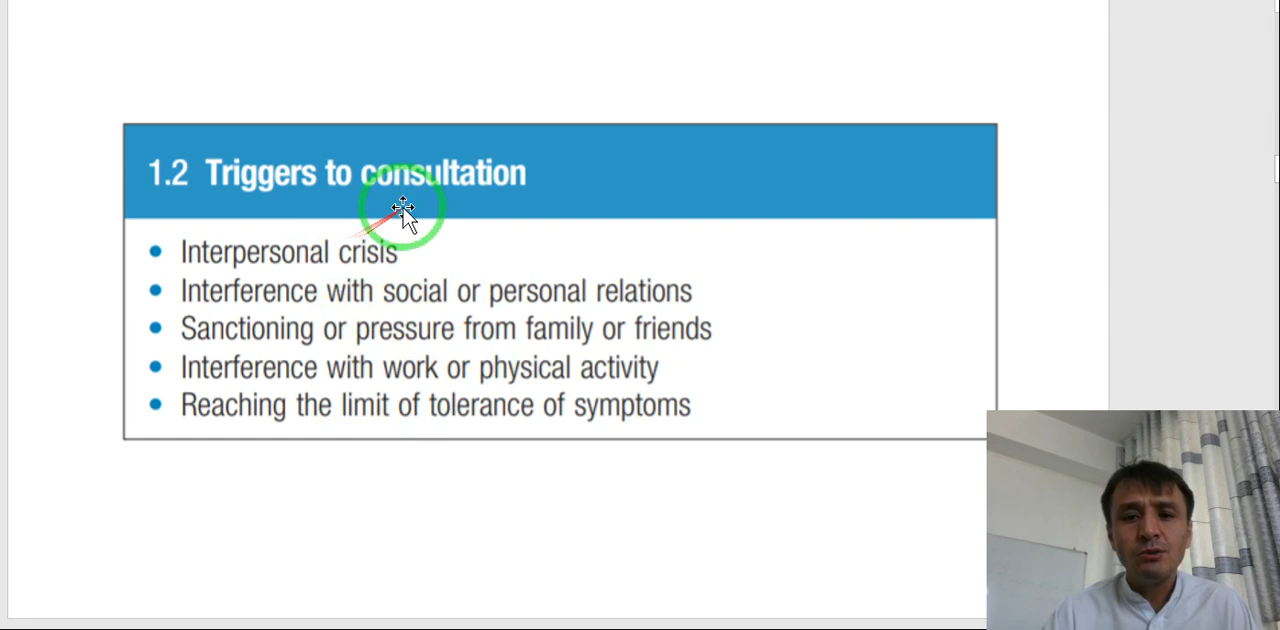 1.2 Triggers to consultation
• Interpersonal crisis
• Interference with social or personal relations
• Sanctioning or pressure from family or friends
• Interference with work or physical activity
• Reaching the limit of tolerance of symptoms